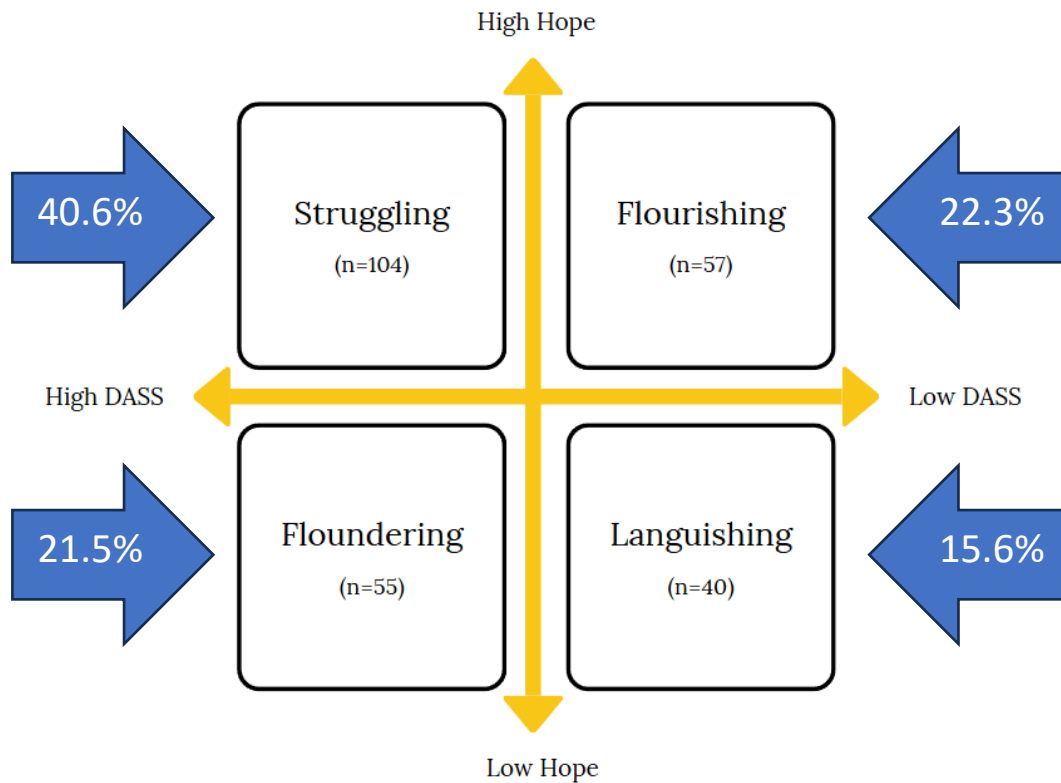 High Hope
40.6%
Struggling
(n=104)
Flourishing
(n=57)
22.3%
High DASS
Low DASS
21.5%
Floundering
(n=55)
Languishing
(n=40)
15.6%
Low Hope